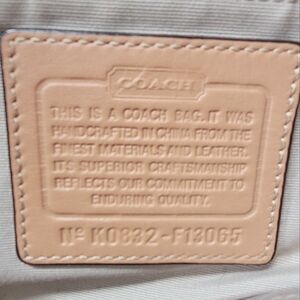 COACH
THIS IS A COACH BAG. IT WAS
HANDCRAFTED IN CHINA FROM THE
FINEST MATERIALS AND LEATHER.
ITS SUPERIOR CRAFTSMANSHIP
REFLECTS OUR COMMITMENT TO
ENDURING QUALITY.
Nº K0832-F13065